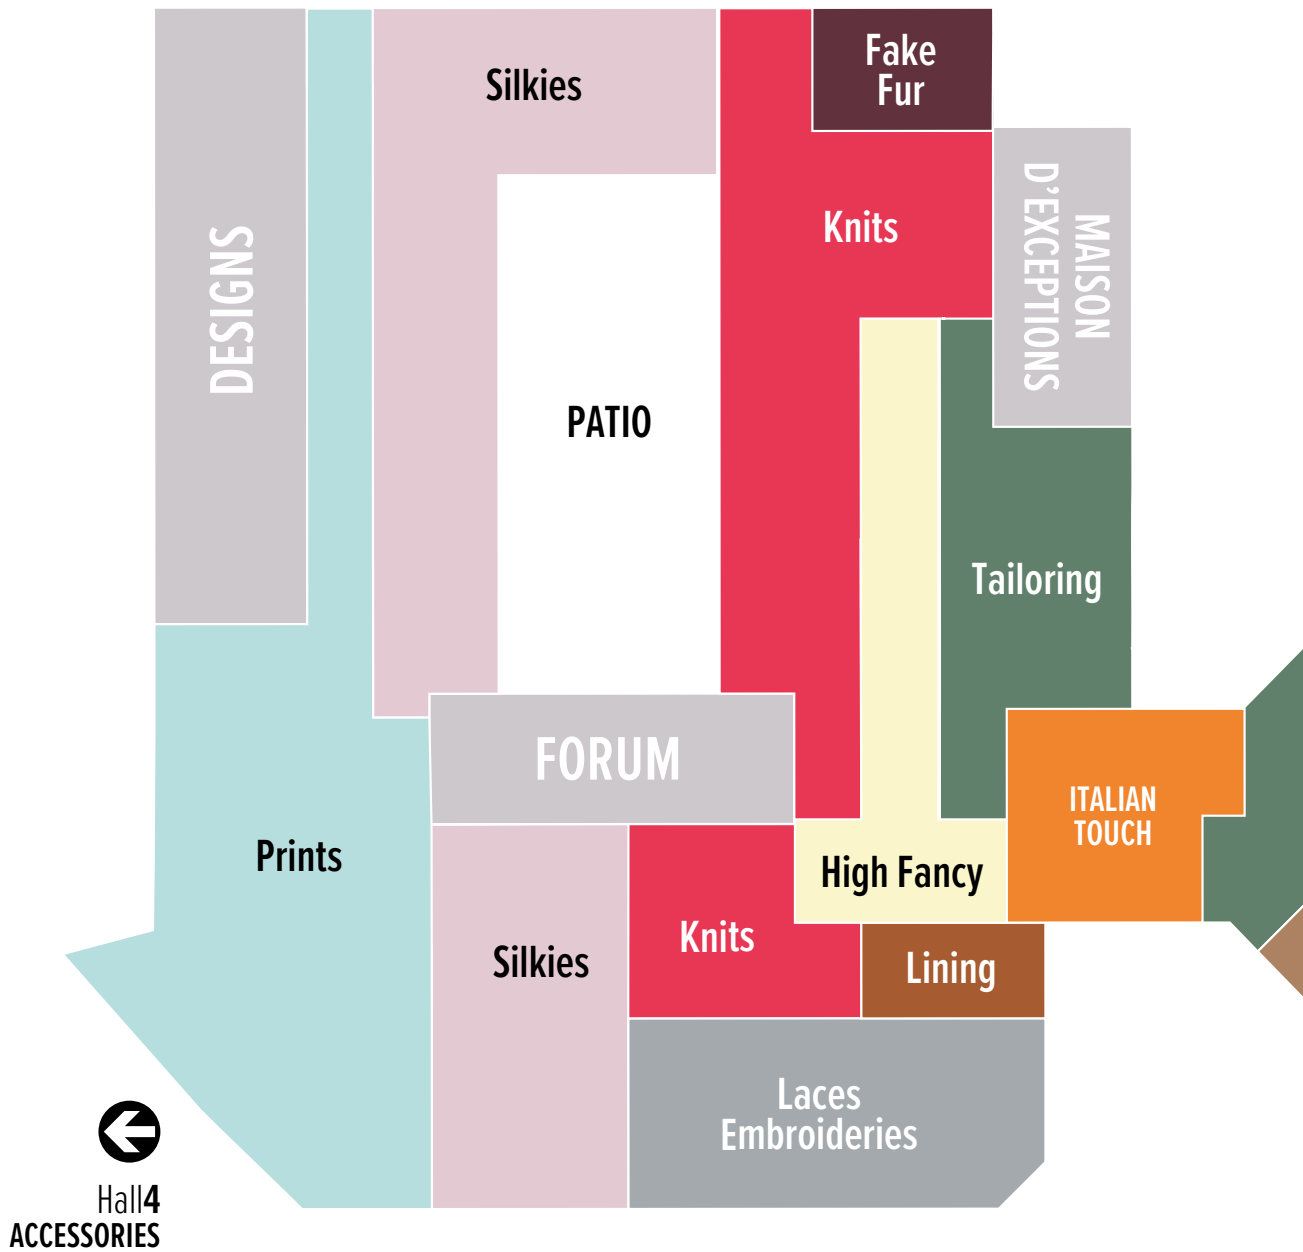 Fake
Fur
Silkies
Knits
MAISON
D'EXCEPTIONS
DESIGNS
PATIO
Tailoring
FORUM
ITALIAN
TOUCH
Prints
High Fancy
Knits
Silkies
Lining
Laces
Embroideries
Hall4
ACCESSORIES